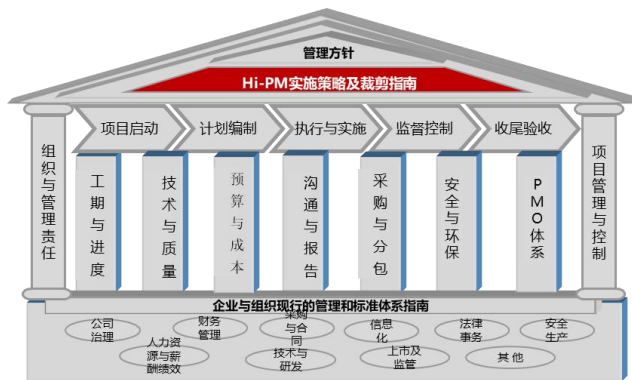 管理方针
Hi-PM实施策略及裁剪指南
项目启动
计划编制
执行与实施
监督控制
收尾验收
组织与管理责任
工期与进度
技术与质量
预算与成本
沟通与报告
采购与分包
安全与环保
PMO体系
项目管理与控制
企业与组织现行的管理和标准体系指南
公司
治理
财务
管理
采购
与合
同
信息
化
法律
事务
安全
生产
人力资
源与薪
酬绩效
技术与
研发
上市及
监管
其 他